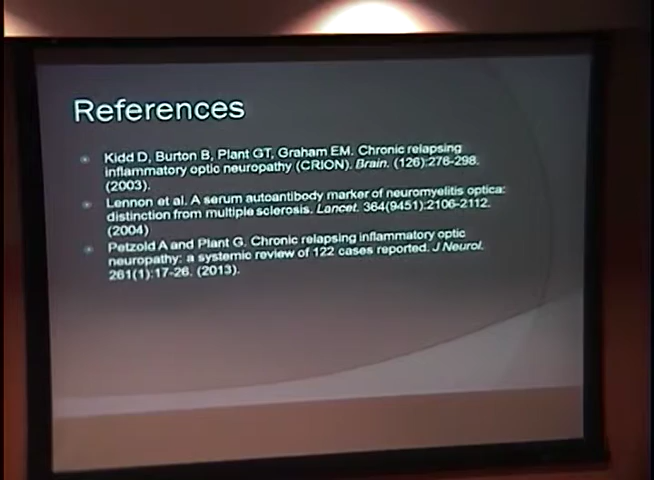 References
Kidd D, Burton B, Plant GT, Graham EM. Chronic relapsing
inflammatory optic neuropathy (CRION). Brain. (126):276-298.
(2003).
Lennon et al. A serum autoantibody marker of neuromyelitis optica:
distinction from multiple sclerosis. Lancet. 364(9451):2106-2112.
(2004)
Petzold A and Plant G. Chronic relapsing inflammatory optic
neuropathy: a systemic review of 122 cases reported. J Neurol.
261(1):17-26. (2013).